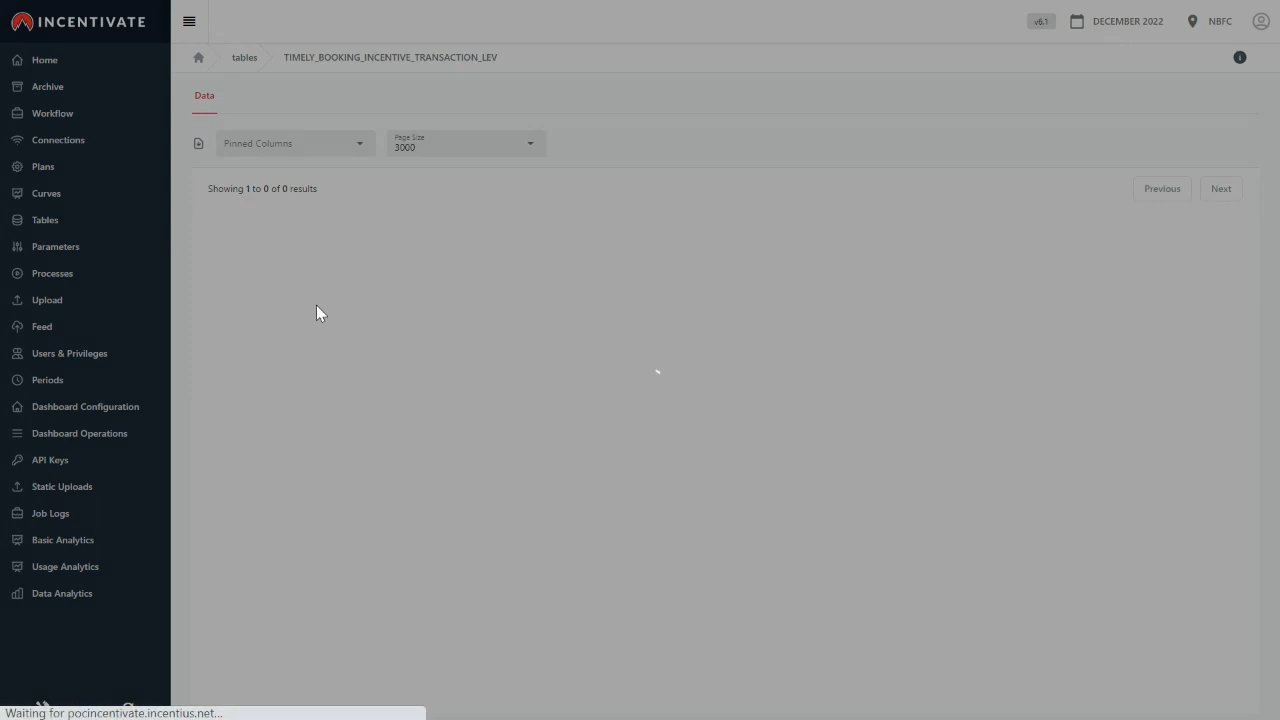 INCENTIVATE
v6.1
DECEMBER 2022
NBFC
tables
TIMELY_BOOKING_INCENTIVE_TRANSACTION_LEV
Data
Pinned Columns
Page Size
3000
Showing 1 to 0 of 0 results
Previous
Next
Home
Archive
Workflow
Connections
Plans
Curves
Tables
Parameters
Processes
Upload
Feed
Users & Privileges
Periods
Dashboard Configuration
Dashboard Operations
API Keys
Static Uploads
Job Logs
Basic Analytics
Usage Analytics
Data Analytics
Waiting for pocincentivate.incentius.net...